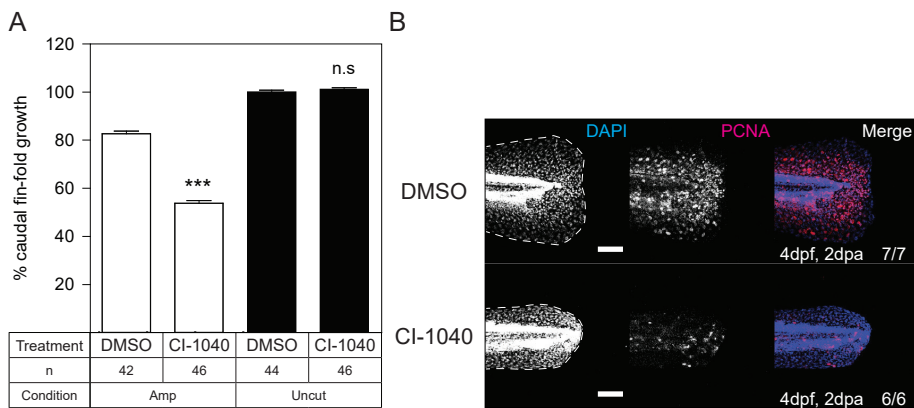 A
% caudal fin-fold growth
120
100
80
60
40
20
***
n.s
Treatment DMSO CI-1040 DMSO CI-1040
n 42 46 44 46
Condition Amp Uncut
B
DAPI PCNA Merge
DMSO
4dpf, 2dpa 7/7
CI-1040
4dpf, 2dpa 6/6